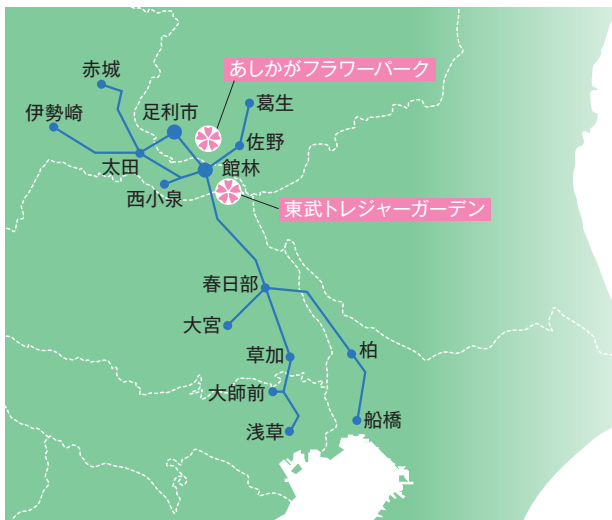 赤城
あしかがフラワーパーク
伊勢崎
足利市
葛生
太田
佐野
館林
西小泉
東武トレジャーガーデン
春日部
大宮
草加
柏
大師前
船橋
浅草